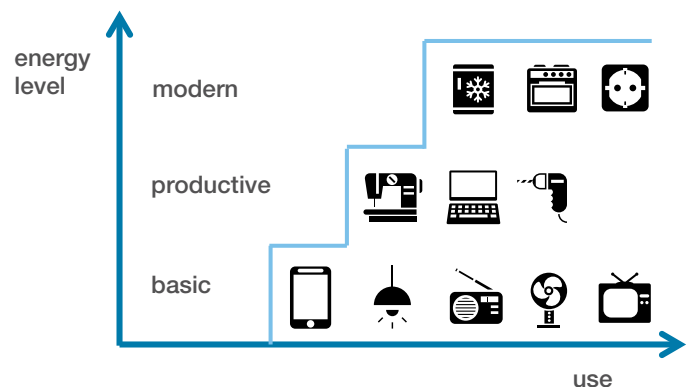 energy
level
modern
productive
basic
use